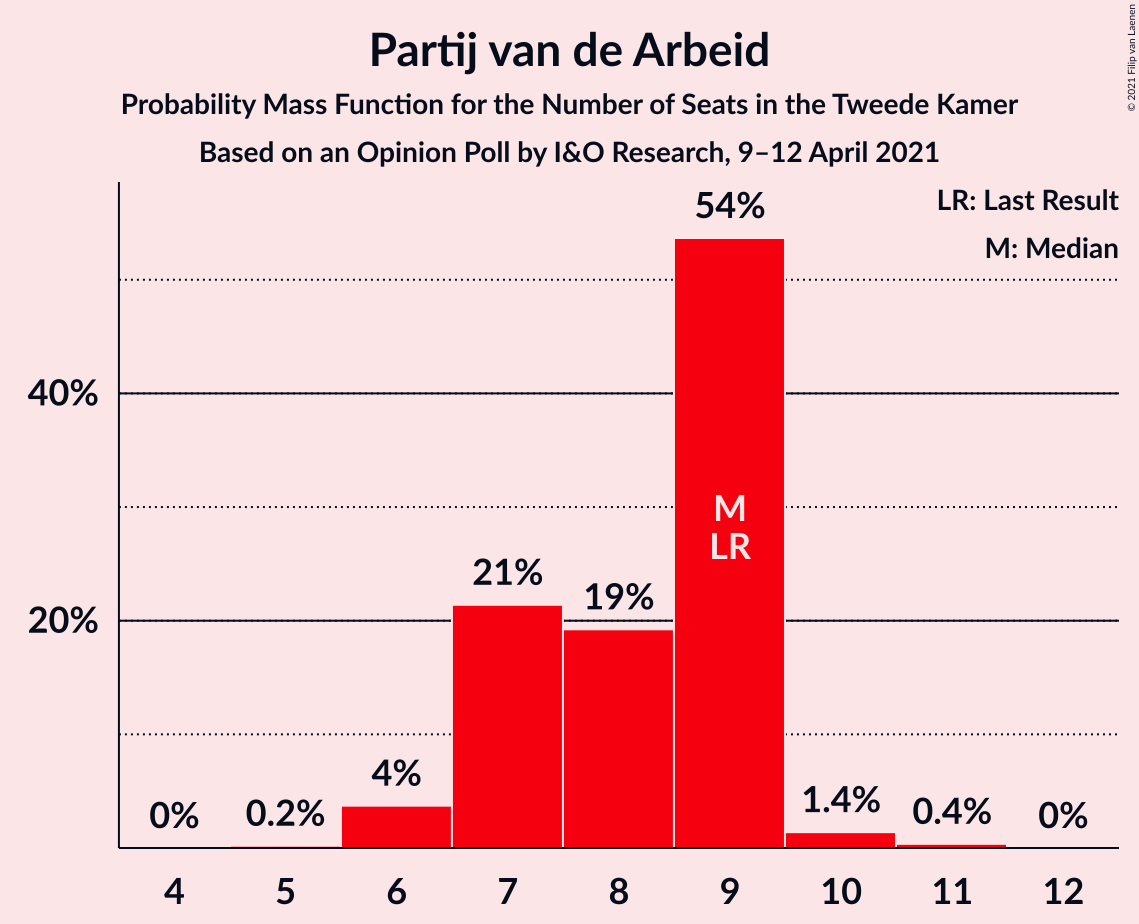 Partij van de Arbeid
Probability Mass Function for the Number of Seats in the Tweede Kamer
Based on an Opinion Poll by I&O Research, 9–12 April 2021
© 2021 Filip van Laenen
LR: Last Result
M: Median
54%
40%
M
LR
21%
19%
20%
4%
0%
0.2%
1.4%
0.4%
0%
4 5 6 7 8 9 10 11 12